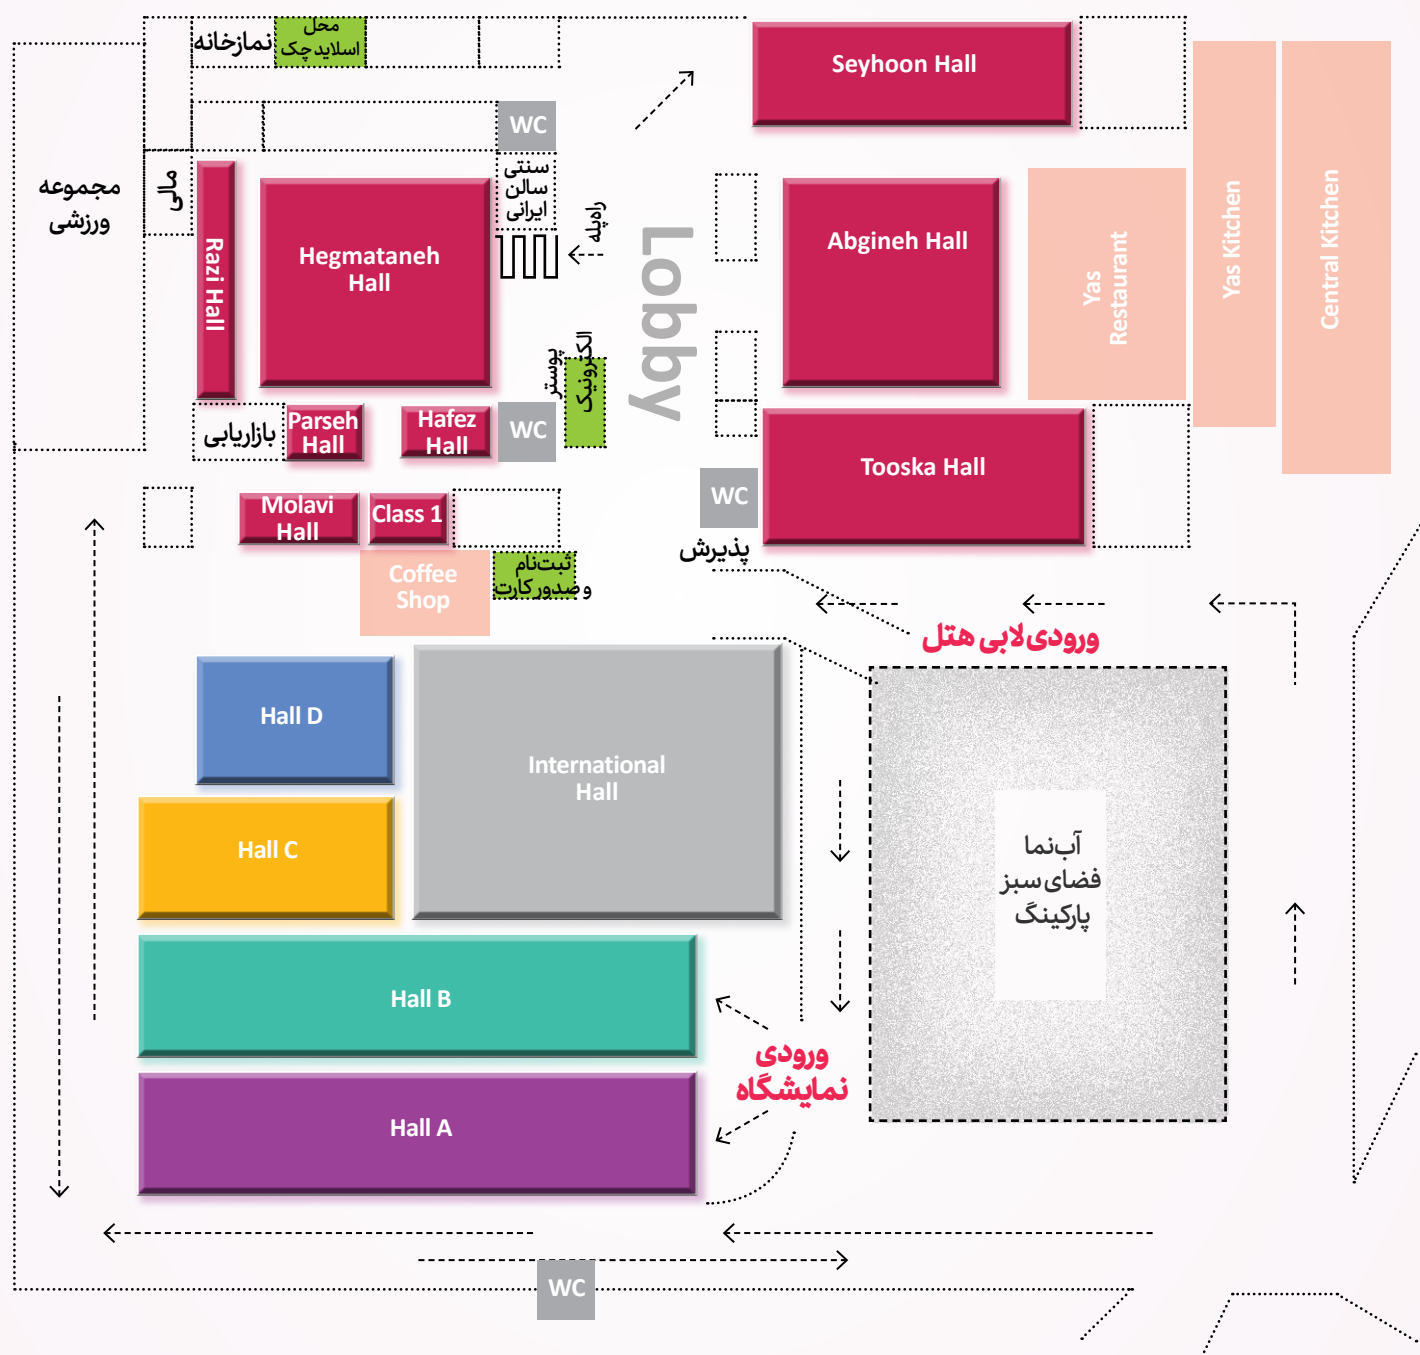 محل
اسلایدچک
نمازخانه
Seyhoon Hall
WC
سنتی
سالن
ایرانی
راه‌پله
مالی
مجموعه
ورزشی
Razi Hall
Hegmataneh
Hall
Lobby
Abgineh Hall
Yas
Restaurant
Yas Kitchen
Central Kitchen
پوستر
الکترونیک
بازاریابی
Parseh
Hall
Hafez
Hall
WC
Tooska Hall
WC
پذیرش
Molavi
Hall
Class 1
Coffee
Shop
ثبت‌نام
و صدور کارت
ورودی لابی هتل
Hall D
International
Hall
Hall C
آب‌نما
فضای سبز
پارکینگ
Hall B
ورودی
نمایشگاه
Hall A
WC